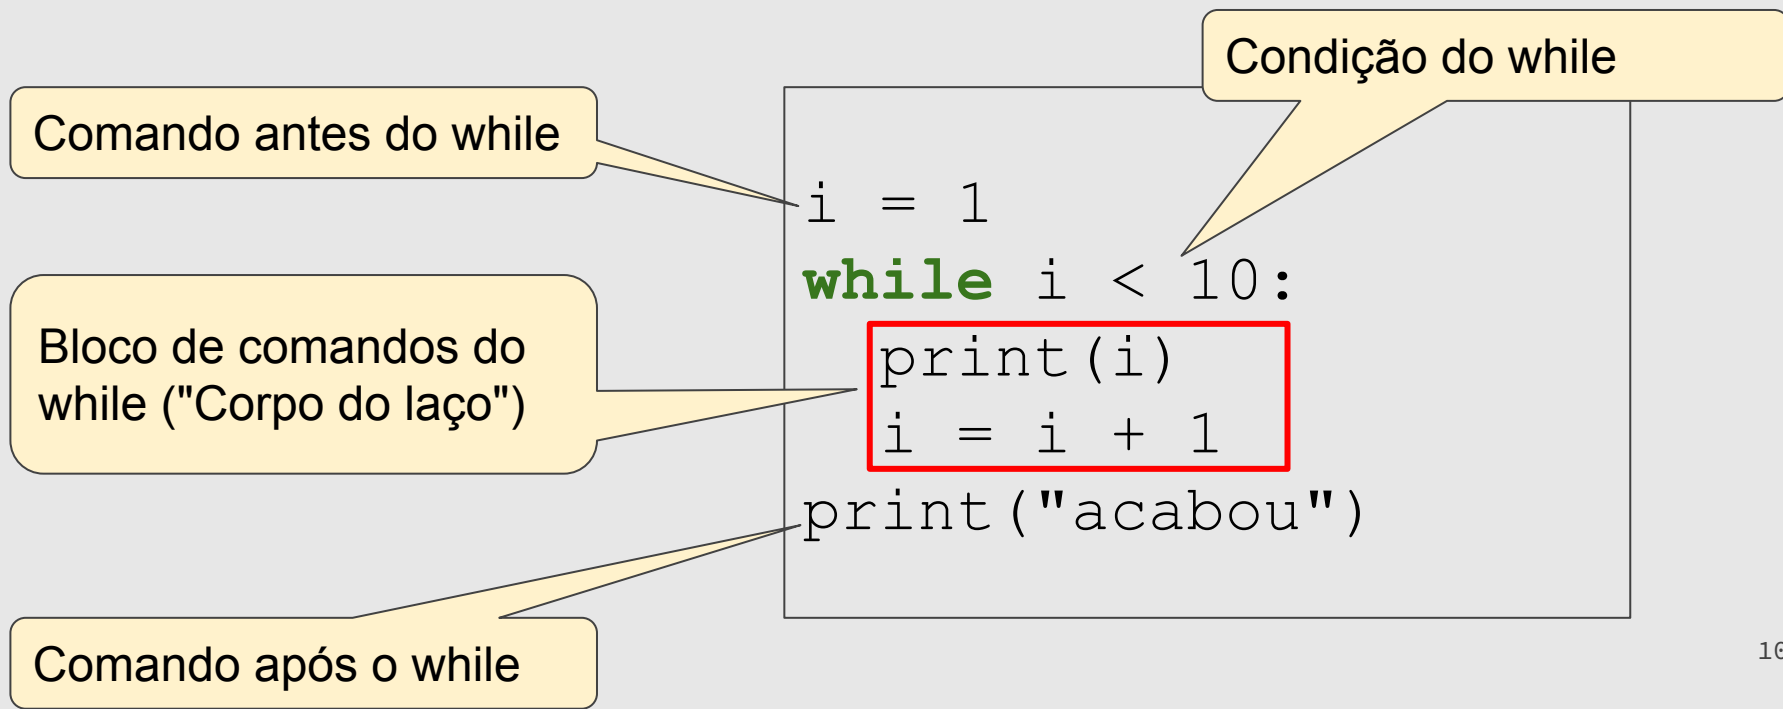 Condição do while
Comando antes do while
i = 1
while i < 10:
Bloco de comandos do
while ("Corpo do laço")
print(i)
i = i + 1
print("acabou")
Comando após o while
10